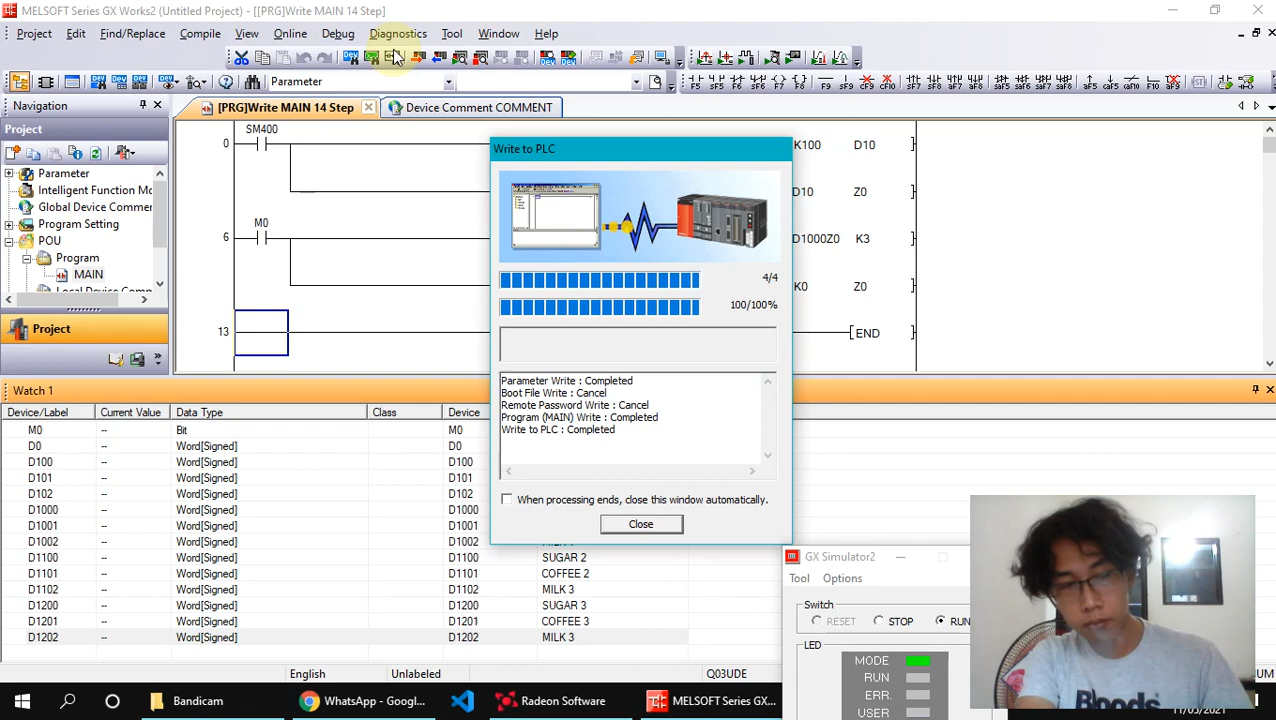 MELSOFT Series GX Works2 (Untitled Project) - [[PRG]Write MAIN 14 Step]
Project Edit Find/Replace Compile View Online Debug Diagnostics Tool Window Help
Parameter
Navigation
[PRG]Write MAIN 14 Step
Device Comment COMMENT
Project
Parameter
Intelligent Function Mo
Global Device Comme
Program Setting
POU
Program
MAIN
Local Device Comm
Project
SM400
0
K100 D10
D10 Z0
M0
6
D1000Z0 K3
K0 Z0
13
END
Write to PLC
4/4
100/100%
Parameter Write : Completed
Boot File Write : Cancel
Remote Password Write : Cancel
Program (MAIN) Write : Completed
Write to PLC : Completed
When processing ends, close this window automatically.
Close
Watch 1
Device/Label Current Value Data Type Class Device
M0 -- Bit M0
D0 -- Word[Signed] D0
D100 -- Word[Signed] D100
D101 -- Word[Signed] D101
D102 -- Word[Signed] D102
D1000 -- Word[Signed] D1000
D1001 -- Word[Signed] D1001
D1002 -- Word[Signed] D1002
D1100 -- Word[Signed] D1100 SUGAR 2
D1101 -- Word[Signed] D1101 COFFEE 2
D1102 -- Word[Signed] D1102 MILK 3
D1200 -- Word[Signed] D1200 SUGAR 3
D1201 -- Word[Signed] D1201 COFFEE 3
D1202 -- Word[Signed] D1202 MILK 3
GX Simulator2
Tool Options
Switch
RESET STOP RUN
LED
MODE
RUN
ERR.
USER
English Unlabeled Q03UDE
Bandicam
WhatsApp - Googl...
Radeon Software
MELSOFT Series GX...